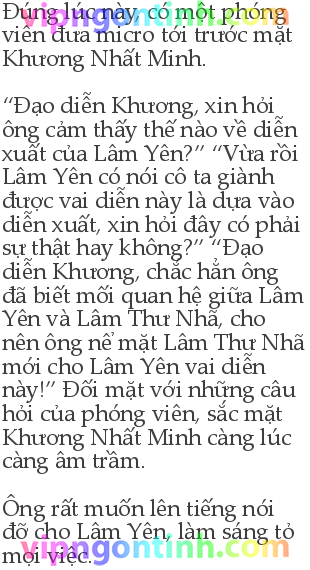 Đúng lúc này, có một phóng
viên đưa micro tới trước mặt
Khương Nhất Minh.
“Đạo diễn Khương, xin hỏi
ông cảm thấy thế nào về diễn
xuất của Lâm Yên?” “Vừa rồi
Lâm Yên có nói cô ta giành
được vai diễn này là dựa vào
diễn xuất, xin hỏi đây có phải
sự thật hay không?” “Đạo
diễn Khương, chắc hẳn ông
đã biết mối quan hệ giữa Lâm
Yên và Lâm Thư Nhã, cho
nên ông nể mặt Lâm Thư Nhã
mới cho Lâm Yên vai diễn
này!” Đối mặt với những câu
hỏi của phóng viên, sắc mặt
Khương Nhất Minh càng lúc
càng âm trầm.
Ông rất muốn lên tiếng nói
đỡ cho Lâm Yên, làm sáng tỏ
mọi việc.
vipngontinh.com
vipngontinh.com